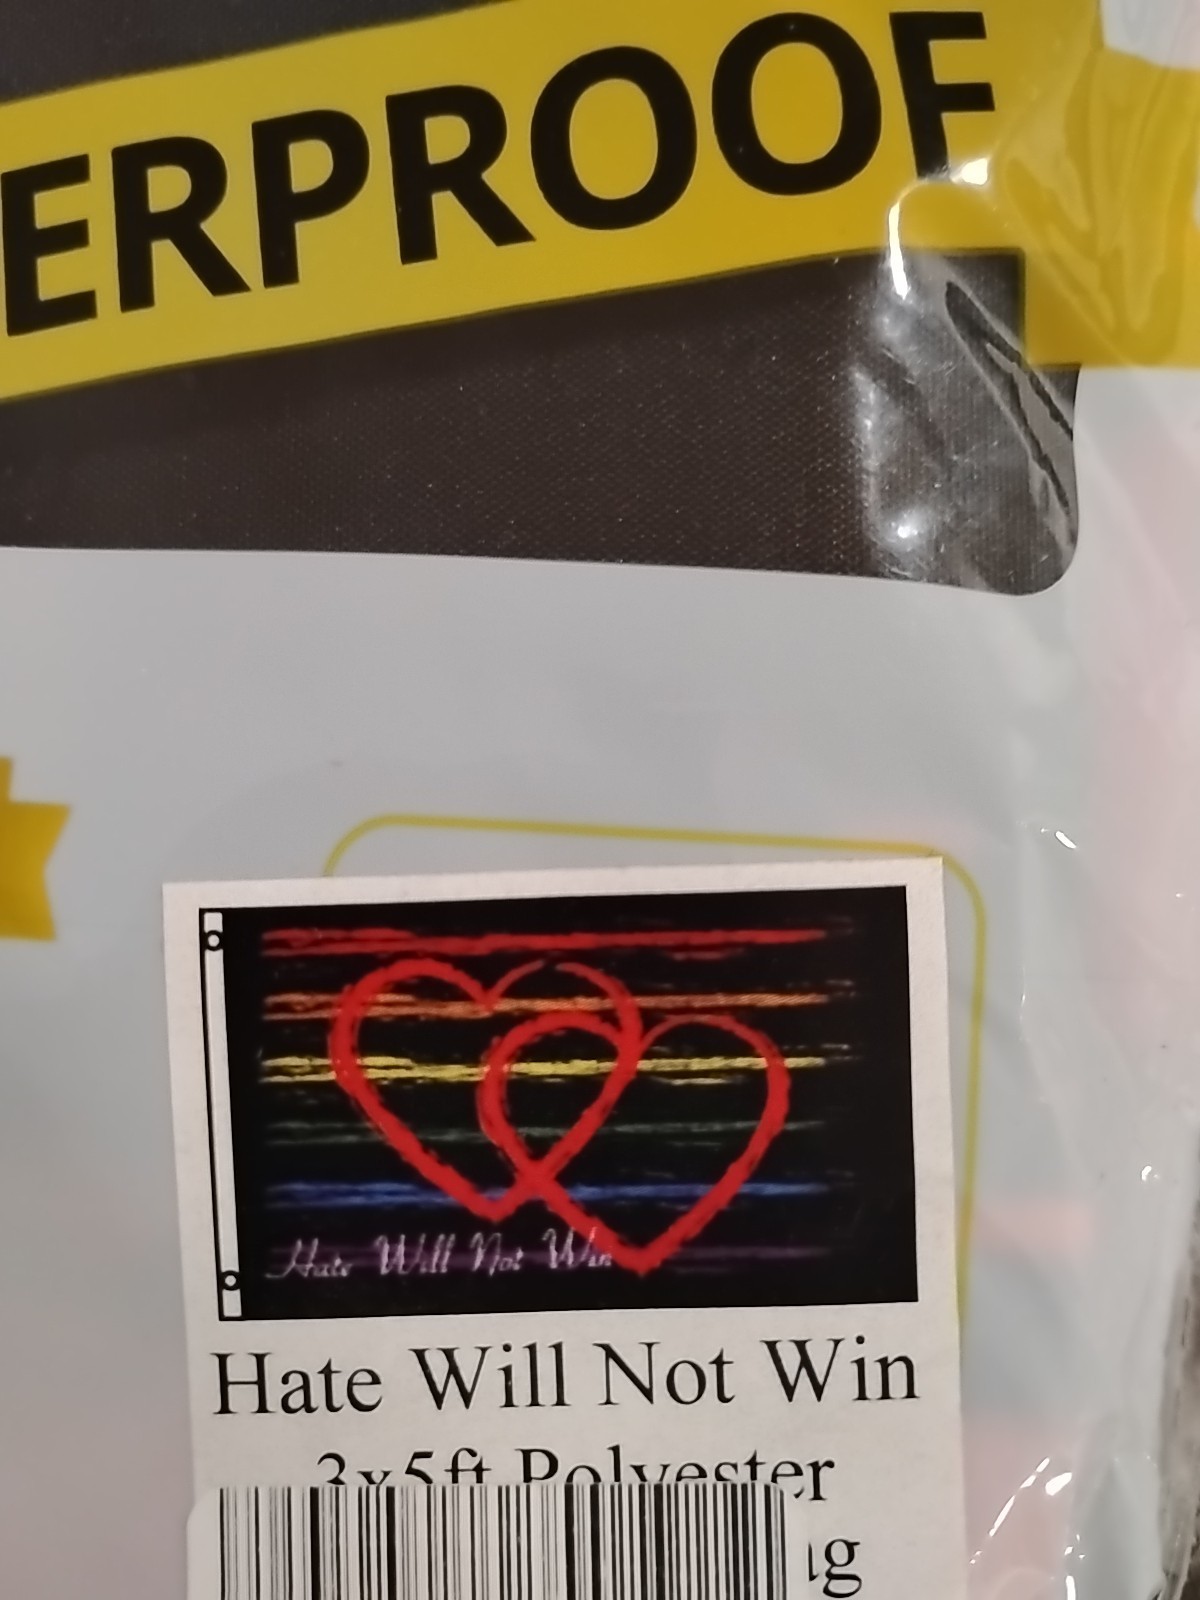 ERPROOF
Hate Will Not Win
Hate Will Not Win
3x5ft Polyester